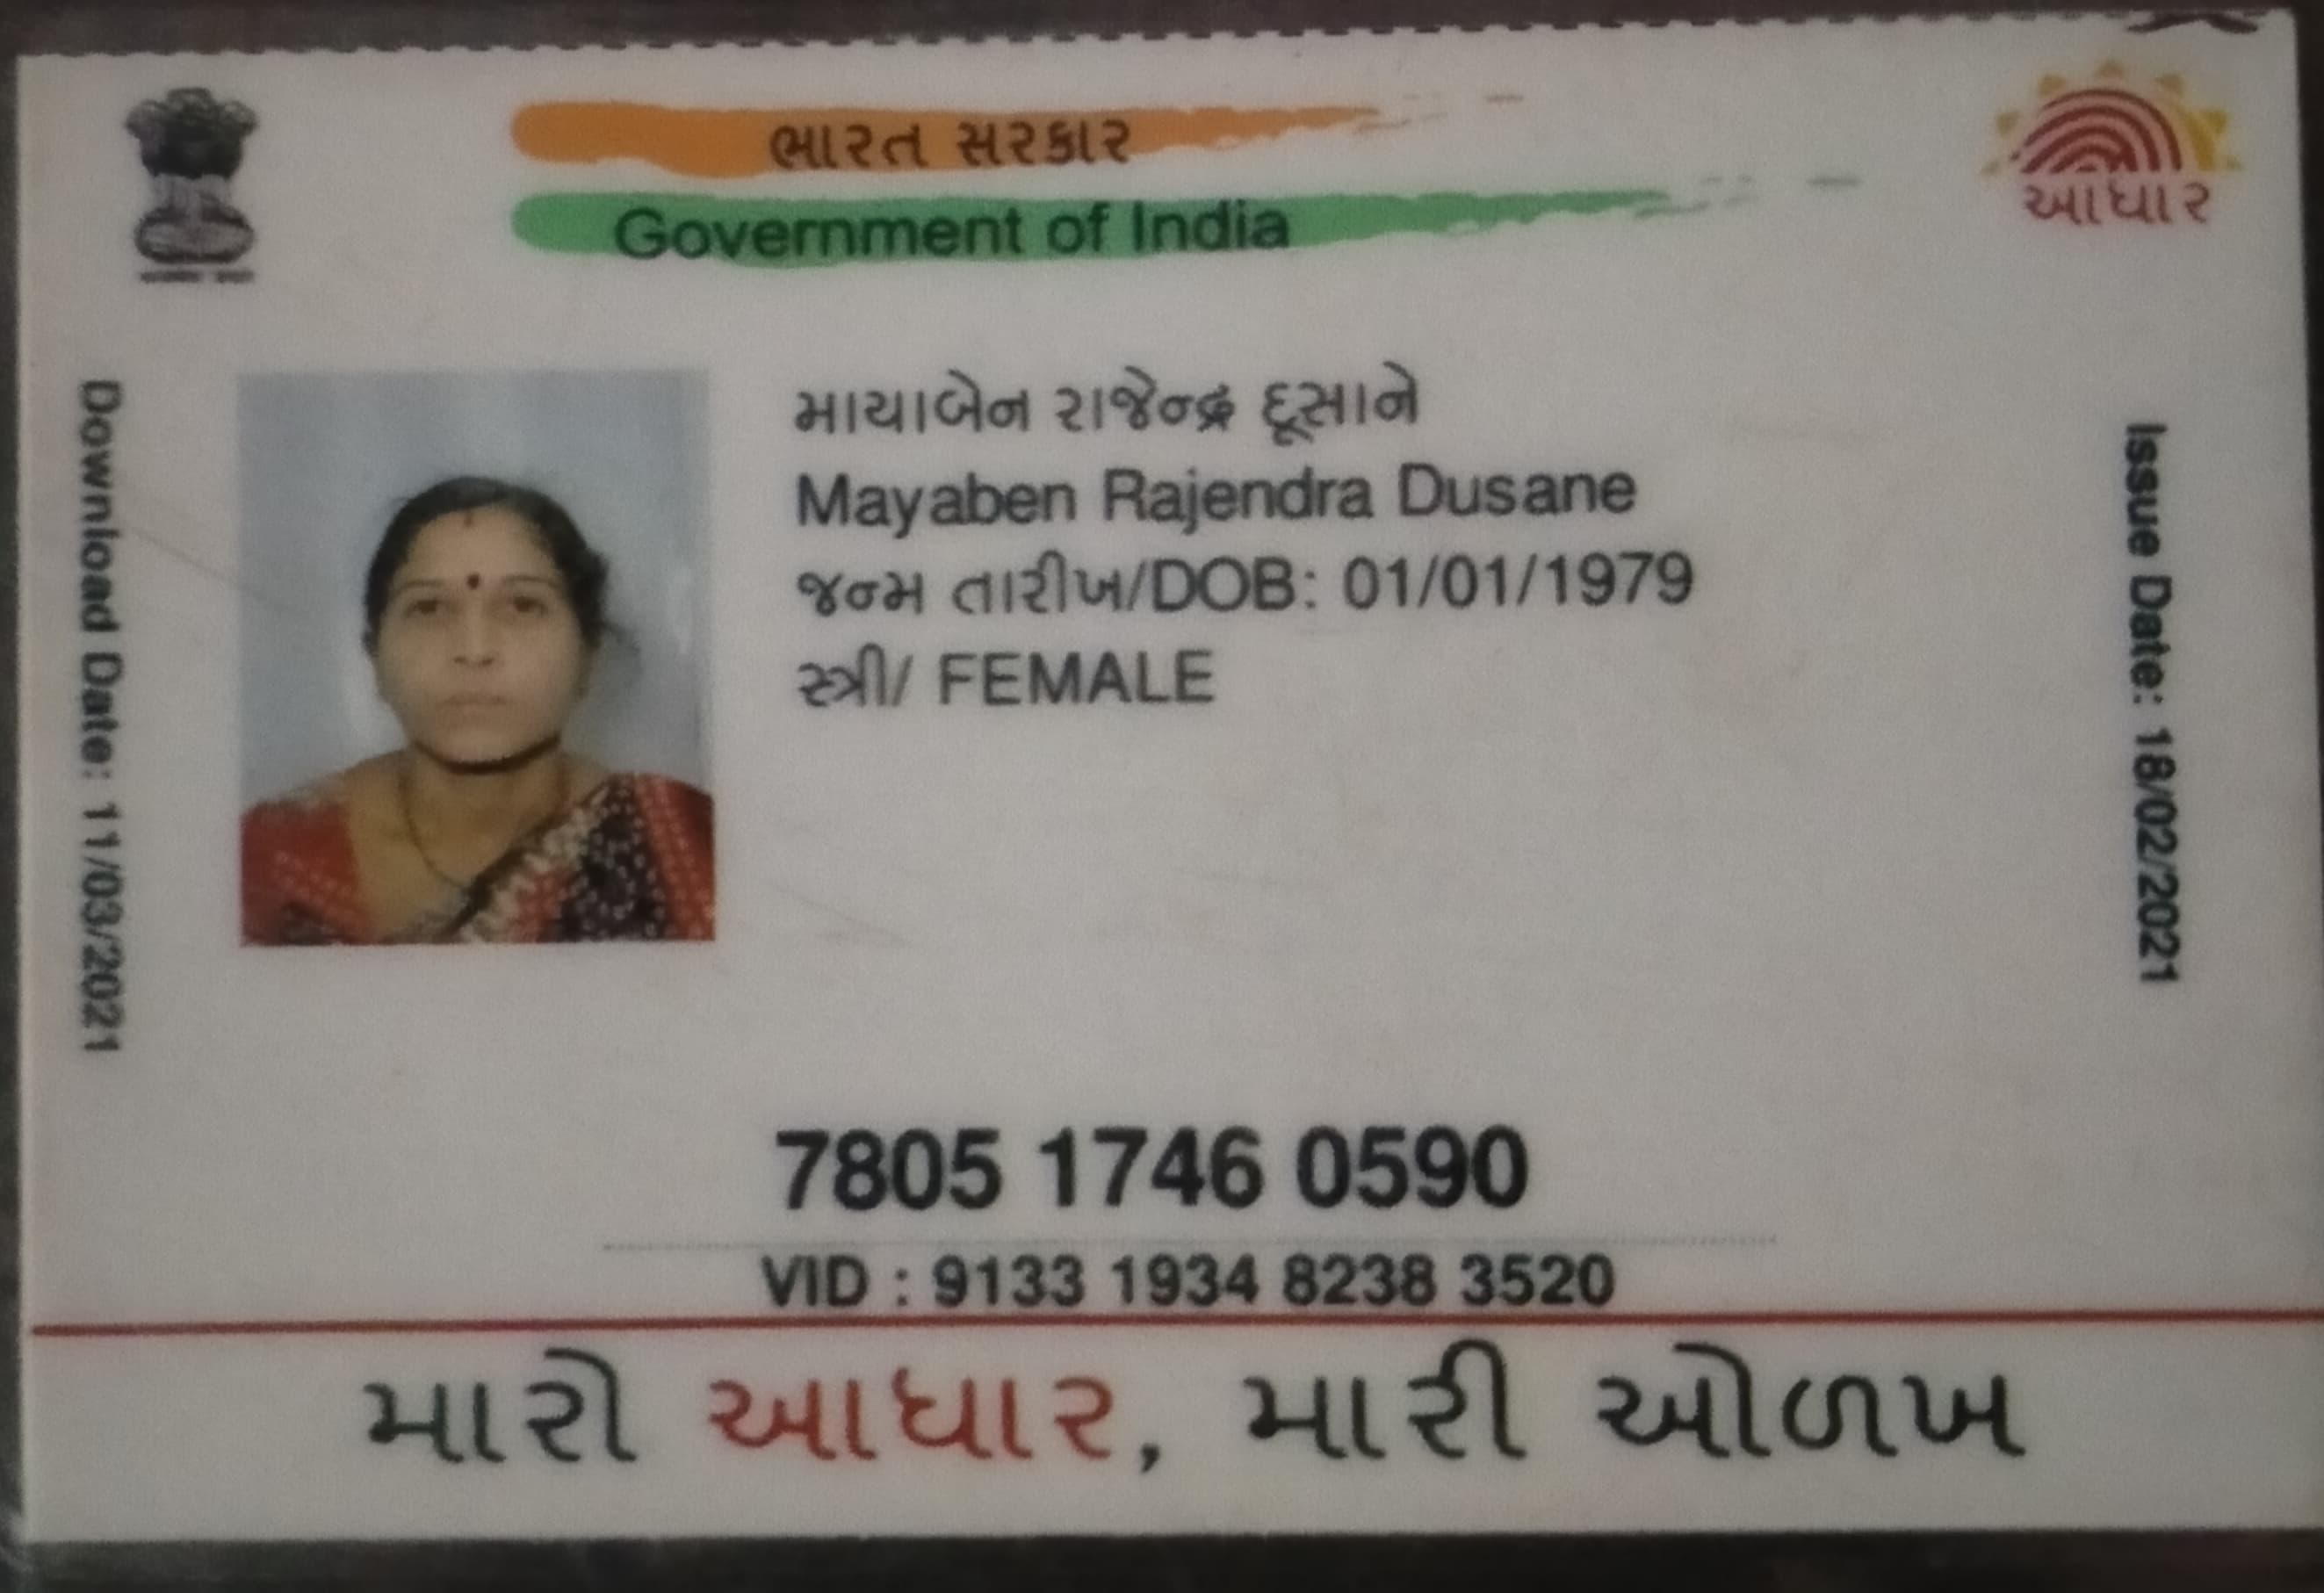 ભારત સરકાર
Government of India
આધાર
Download Date: 11/03/2021
માયાબેન રાજેન્દ્ર દૂસાને
Mayaben Rajendra Dusane
જન્મ તારીખ/DOB: 01/01/1979
સ્ત્રી/ FEMALE
Issue Date: 18/02/2021
7805 1746 0590
VID : 9133 1934 8238 3520
મારો આધાર, મારી ઓળખ